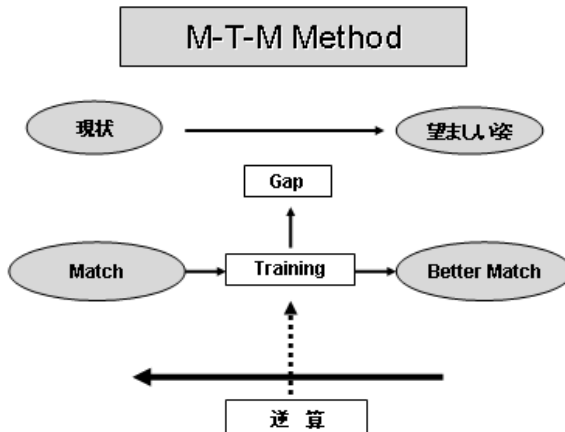 M-T-M Method
現状
望ましい姿
Gap
Match
Training
Better Match
逆 算